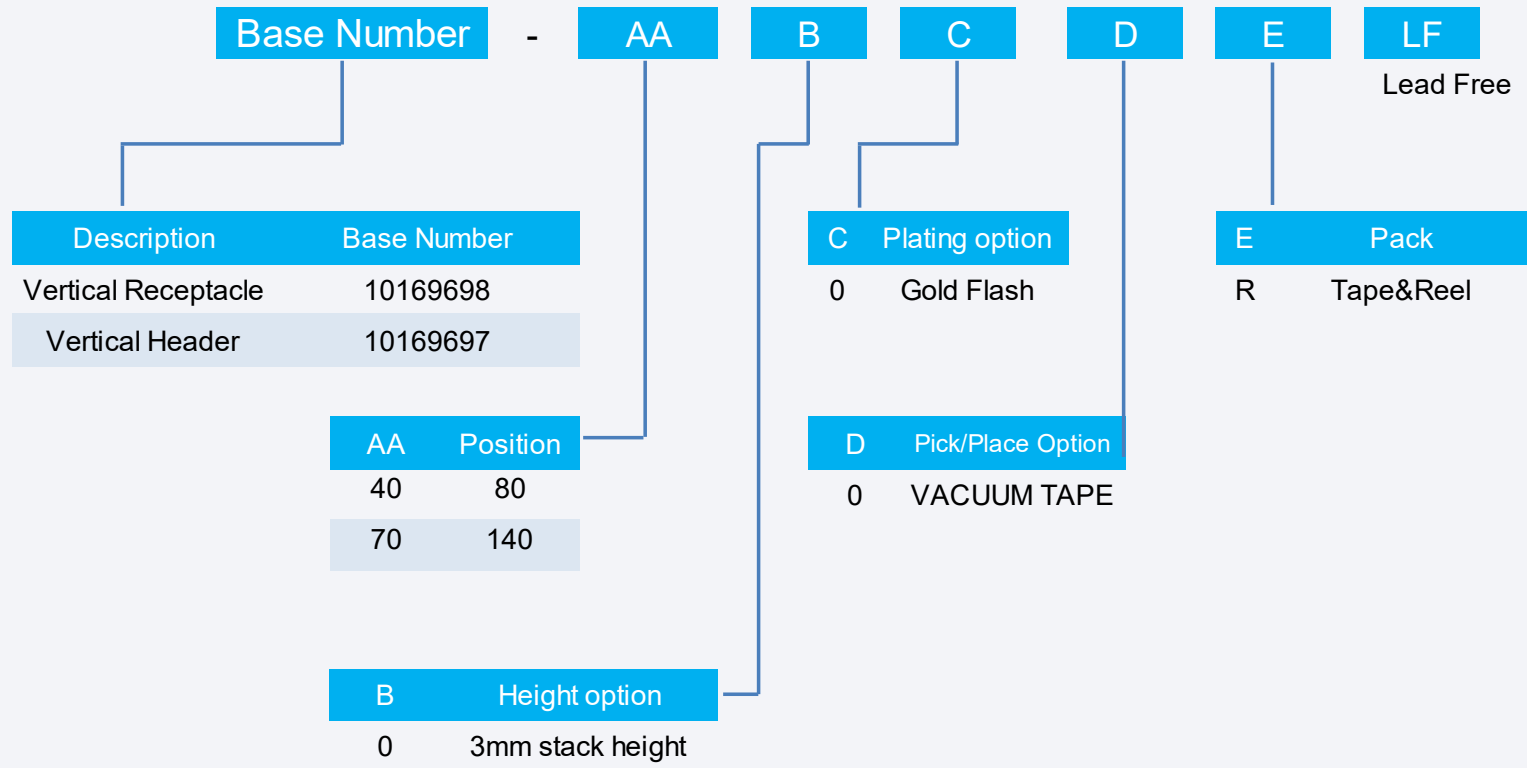 Base Number - AA B C D E LF
Lead Free
Description Base Number
Vertical Receptacle 10169698
Vertical Header 10169697
C Plating option
0 Gold Flash
E Pack
R Tape&Reel
AA Position
40 80
70 140
D Pick/Place Option
0 VACUUM TAPE
B Height option
0 3mm stack height